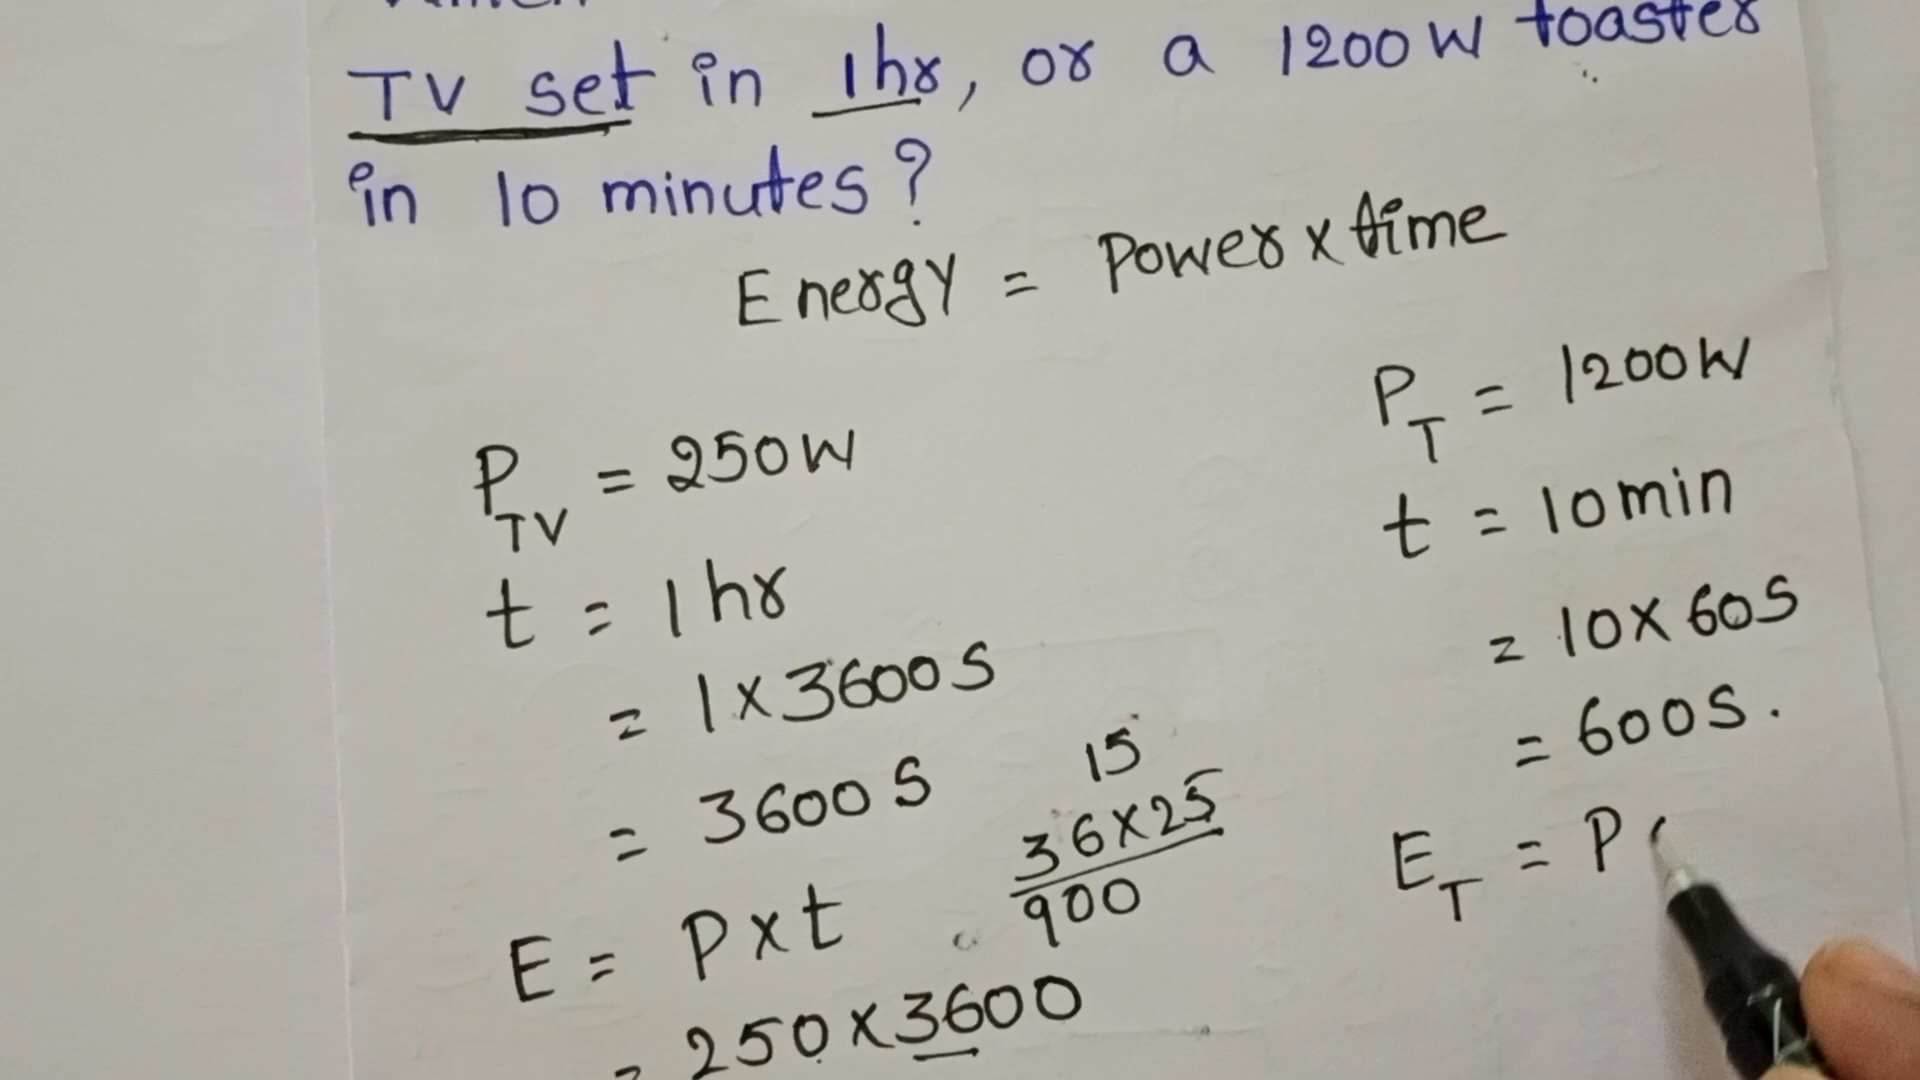 TV set in 1hr, or a 1200W toaster
in 10 minutes?
Energy = Power x time
P_TV = 250W
t = 1hr
= 1x3600s
= 3600s
E = Pxt
= 250x3600
15
36x25
900
P_T = 1200W
t = 10min
= 10x60s
= 600s.
E_T = P